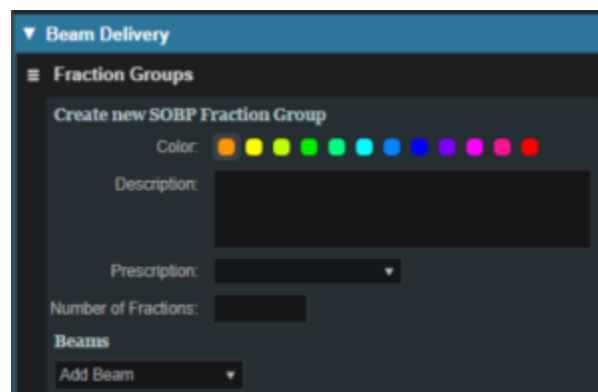 Beam Delivery
Fraction Groups
Create new SOBP Fraction Group
Color:
Description:
Prescription:
Number of Fractions:
Beams
Add Beam